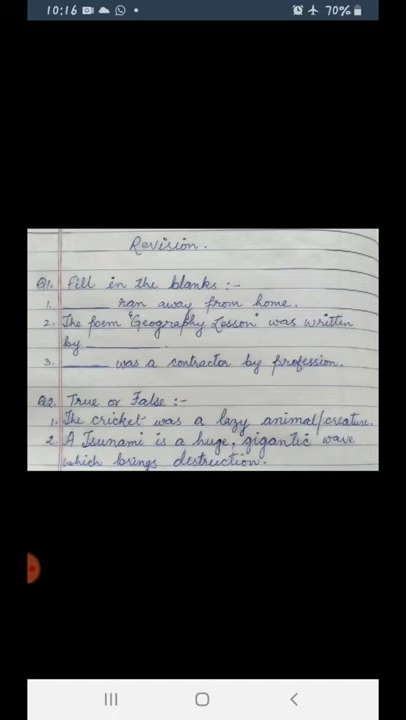 10:16
70%
Revision.
Q1. Fill in the blanks :-
1. ______ ran away from home.
2. The poem "Geography Lesson" was written
by ________.
3. ______ was a contractor by profession.
Q2. True or False :-
1. The cricket was a lazy animal/creature.
2. A Tsunami is a huge, gigantic wave
which brings destruction.